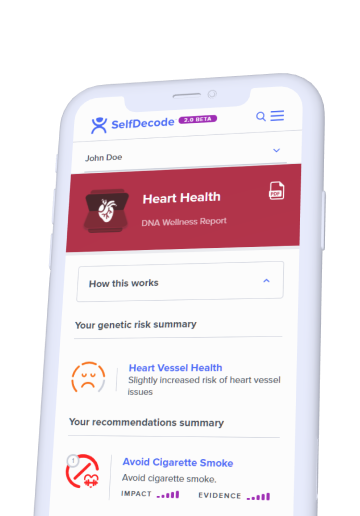 SelfDecode 2.0 BETA
John Doe
Heart Health
PDF
DNA Wellness Report
How this works
Your genetic risk summary
Heart Vessel Health
Slightly increased risk of heart vessel
issues
Your recommendations summary
1
Avoid Cigarette Smoke
Avoid cigarette smoke.
IMPACT EVIDENCE